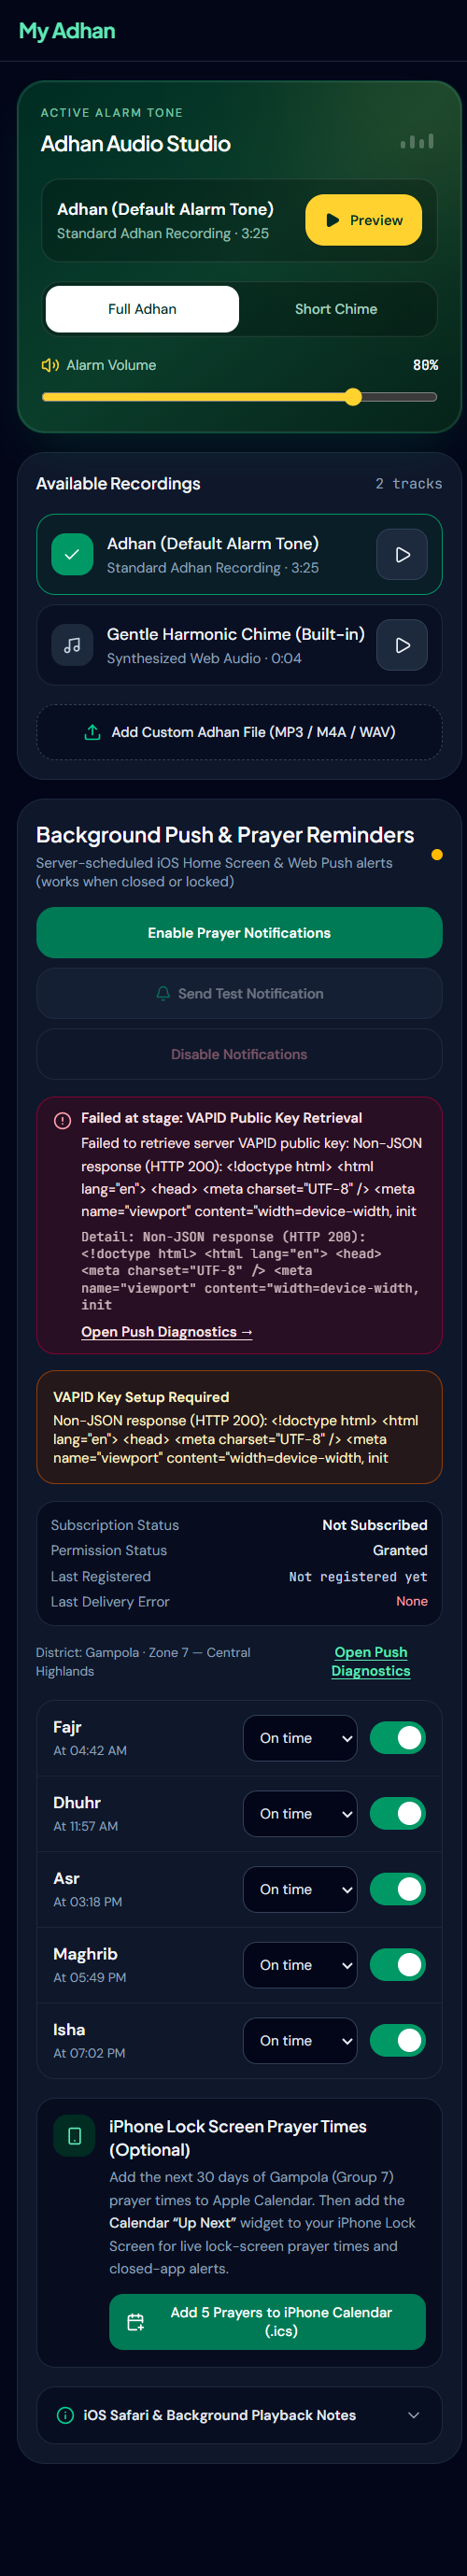 My Adhan
ACTIVE ALARM TONE
Adhan Audio Studio
Adhan (Default Alarm Tone)
Standard Adhan Recording · 3:25
Preview
Full Adhan
Short Chime
Alarm Volume
80%
Available Recordings
2 tracks
Adhan (Default Alarm Tone)
Standard Adhan Recording · 3:25
Gentle Harmonic Chime (Built-in)
Synthesized Web Audio · 0:04
Add Custom Adhan File (MP3 / M4A / WAV)
Background Push & Prayer Reminders
Server-scheduled iOS Home Screen & Web Push alerts
(works when closed or locked)
Enable Prayer Notifications
Send Test Notification
Disable Notifications
Failed at stage: VAPID Public Key Retrieval
Failed to retrieve server VAPID public key: Non-JSON
response (HTTP 200): <!doctype html> <html
lang="en"> <head> <meta charset="UTF-8" /> <meta
name="viewport" content="width=device-width, init
Detail: Non-JSON response (HTTP 200):
<!doctype html> <html lang="en"> <head>
<meta charset="UTF-8" /> <meta
name="viewport" content="width=device-width,
init
Open Push Diagnostics →
VAPID Key Setup Required
Non-JSON response (HTTP 200): <!doctype html> <html
lang="en"> <head> <meta charset="UTF-8" /> <meta
name="viewport" content="width=device-width, init
Subscription Status
Not Subscribed
Permission Status
Granted
Last Registered
Not registered yet
Last Delivery Error
None
District: Gampola · Zone 7 — Central
Highlands
Open Push
Diagnostics
Fajr
At 04:42 AM
On time
Dhuhr
At 11:57 AM
On time
Asr
At 03:18 PM
On time
Maghrib
At 05:49 PM
On time
Isha
At 07:02 PM
On time
iPhone Lock Screen Prayer Times
(Optional)
Add the next 30 days of Gampola (Group 7)
prayer times to Apple Calendar. Then add the
Calendar “Up Next” widget to your iPhone Lock
Screen for live lock-screen prayer times and
closed-app alerts.
Add 5 Prayers to iPhone Calendar
(.ics)
iOS Safari & Background Playback Notes